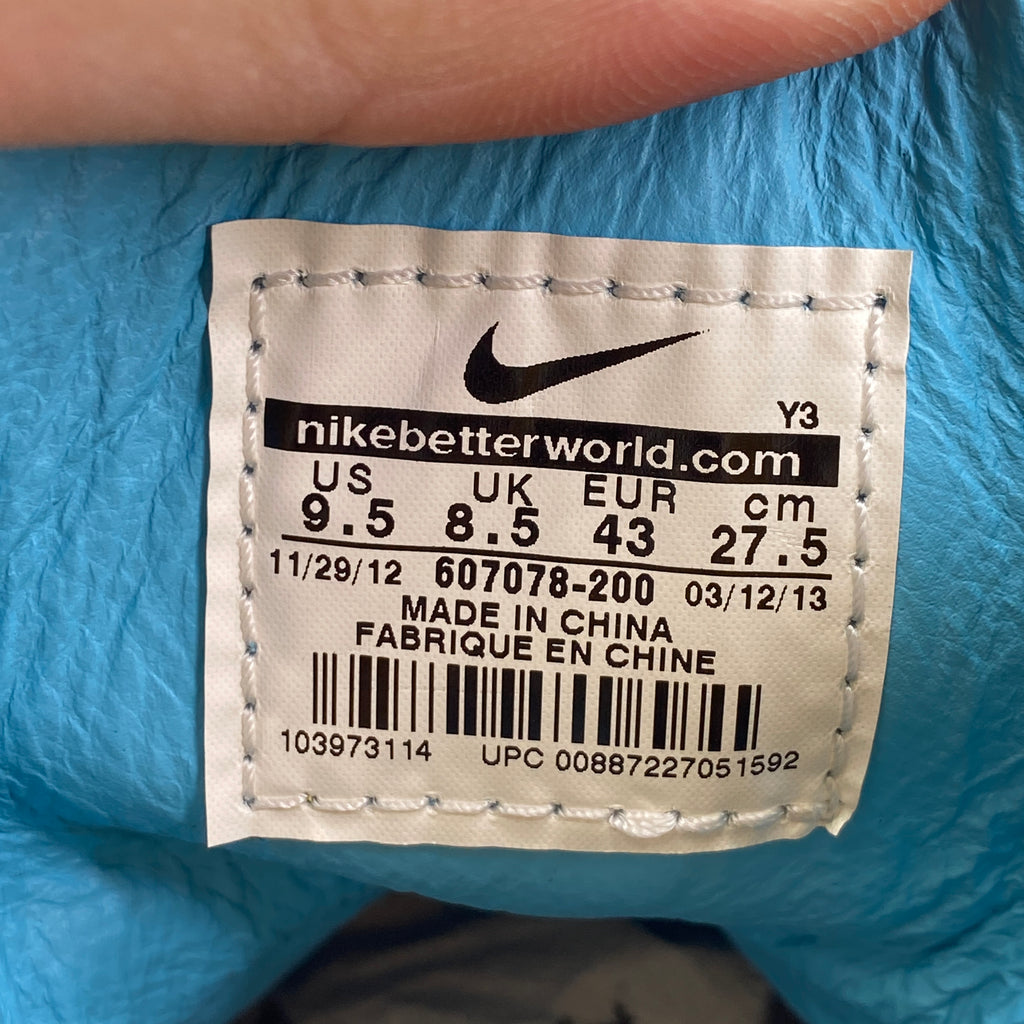 Y3
nikebetterworld.com
US UK EUR cm
9.5 8.5 43 27.5
11/29/12 607078-200 03/12/13
MADE IN CHINA
FABRIQUE EN CHINE
103973114 UPC 00887227051592